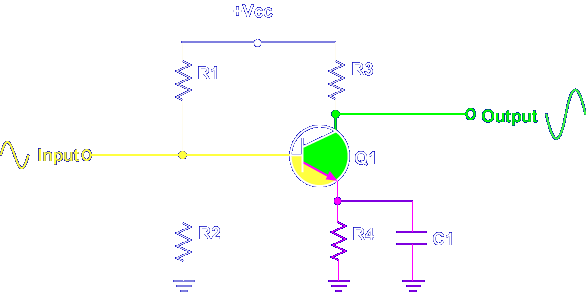 +Vcc
R1
R3
Output
Input
Q1
R2
R4
C1